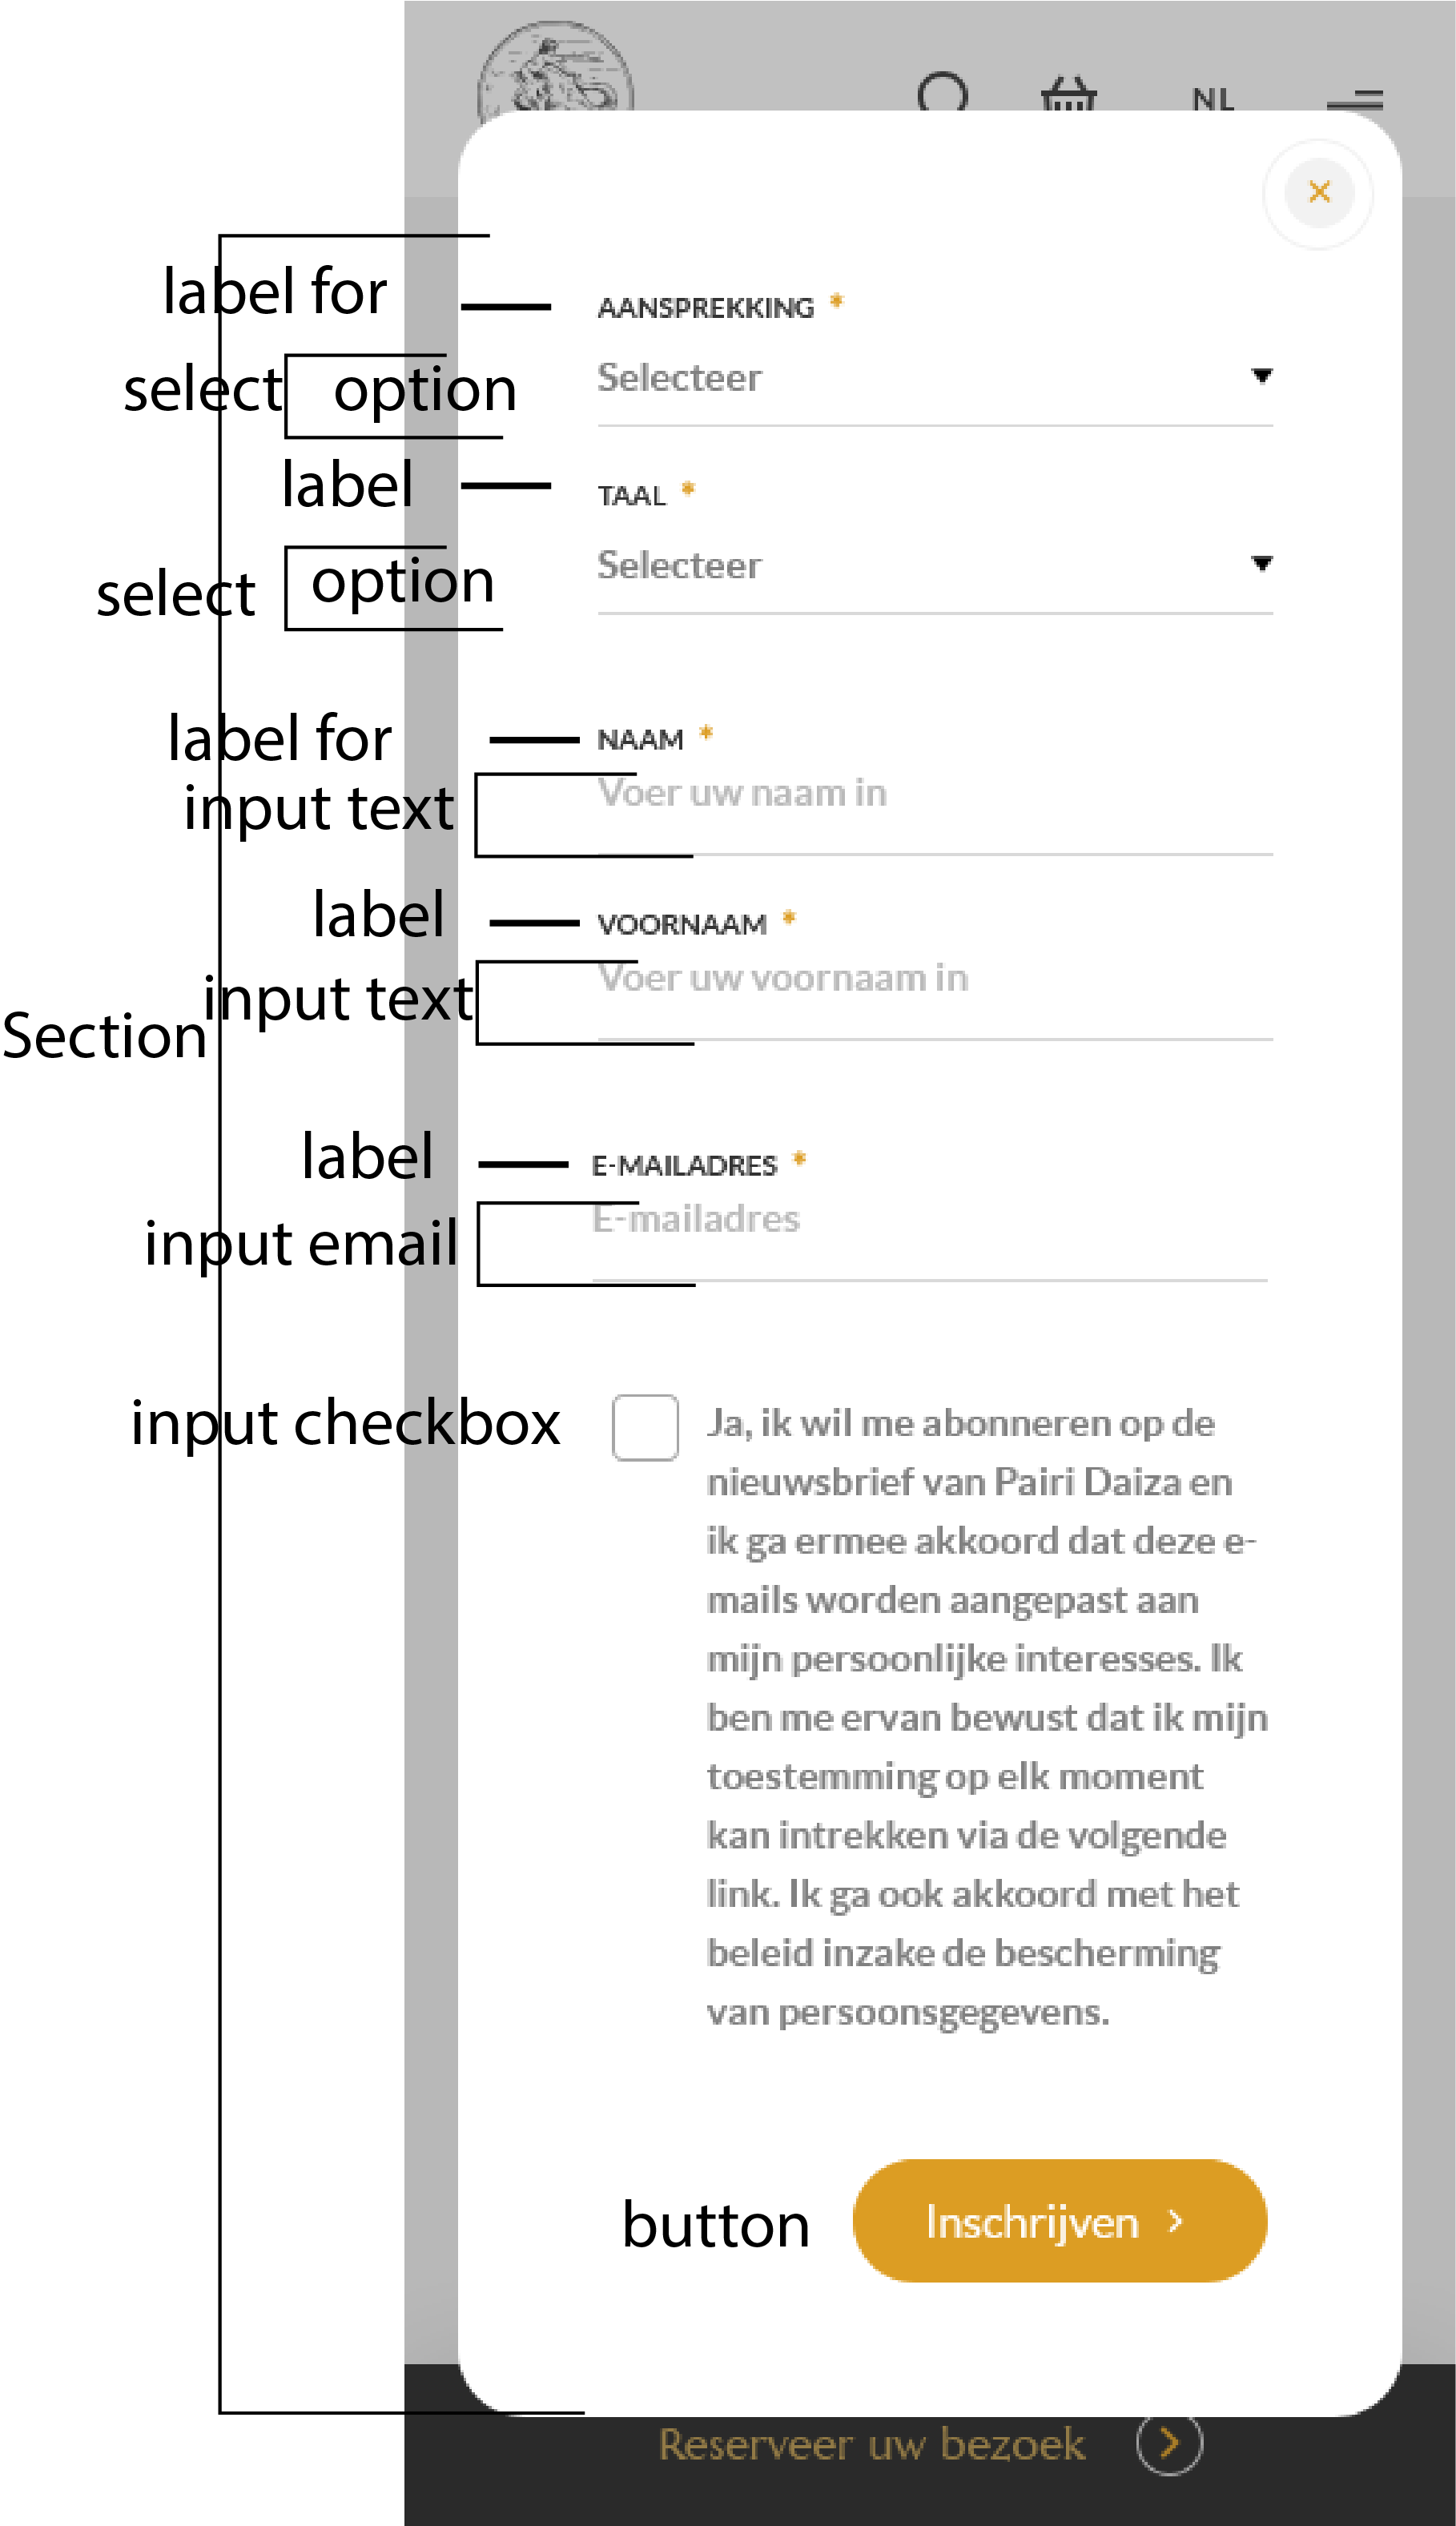 NL
×
label for
AANSPREKKING *
select option
Selecteer
label
TAAL *
select option
Selecteer
label for
NAAM *
input text
Voer uw naam in
label
VOORNAAM *
input text
Voer uw voornaam in
Section
label
E-MAILADRES *
input email
E-mailadres
input checkbox
Ja, ik wil me abonneren op de
nieuwsbrief van Pairi Daiza en
ik ga ermee akkoord dat deze e-
mails worden aangepast aan
mijn persoonlijke interesses. Ik
ben me ervan bewust dat ik mijn
toestemming op elk moment
kan intrekken via de volgende
link. Ik ga ook akkoord met het
beleid inzake de bescherming
van persoonsgegevens.
button
Inschrijven >
Reserveer uw bezoek >